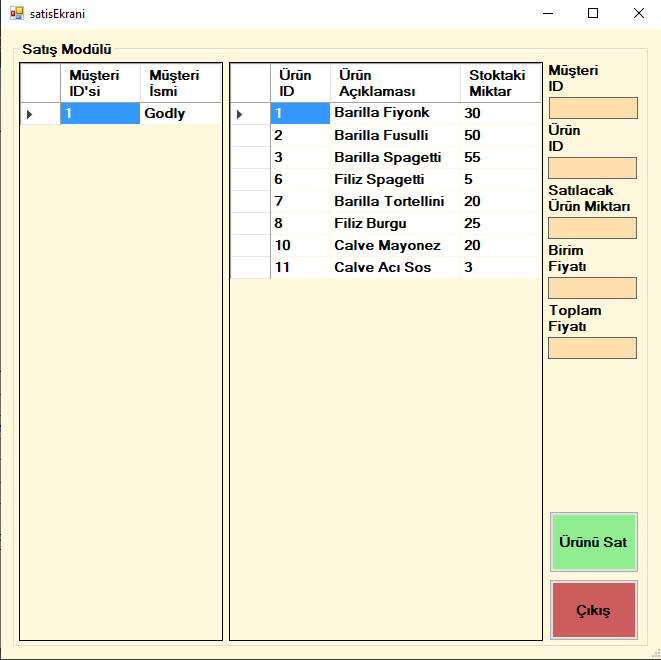 satisEkrani
Satış Modülü
Müşteri ID'si Müşteri İsmi
1 Godly
Ürün ID Ürün Açıklaması Stoktaki Miktar
1 Barilla Fiyonk 30
2 Barilla Fusulli 50
3 Barilla Spagetti 55
6 Filiz Spagetti 5
7 Barilla Tortellini 20
8 Filiz Burgu 25
10 Calve Mayonez 20
11 Calve Acı Sos 3
Müşteri
ID
Ürün
ID
Satılacak
Ürün Miktarı
Birim
Fiyatı
Toplam
Fiyatı
Ürünü Sat
Çıkış